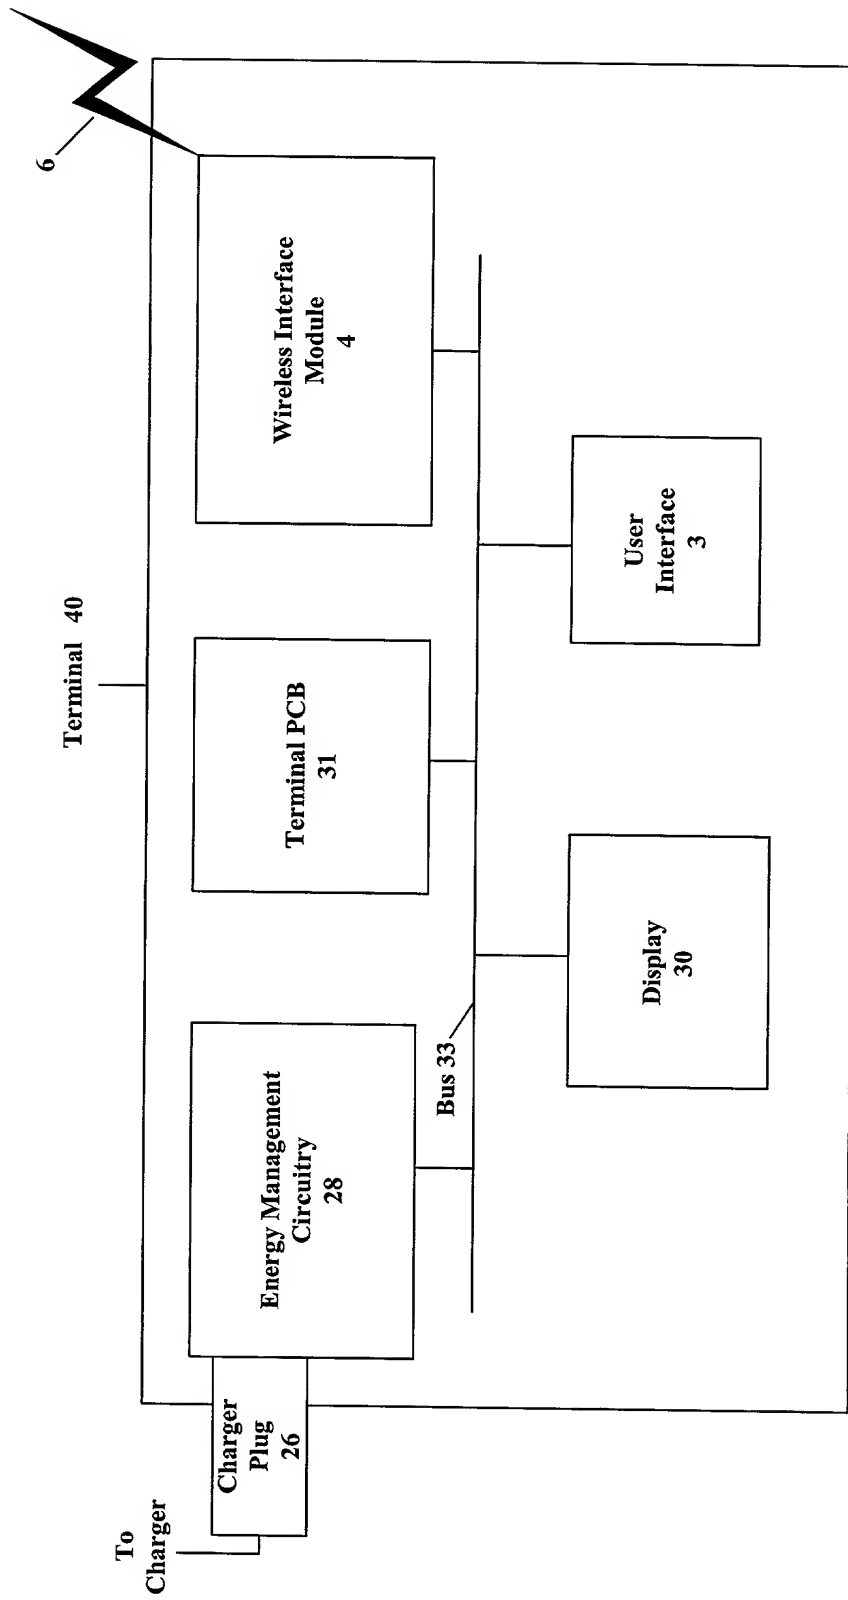 Terminal 40
6
To
Charger
Charger
Plug
26
Energy Management
Circuitry
28
Terminal PCB
31
Wireless Interface
Module
4
Bus 33
Display
30
User
Interface
3